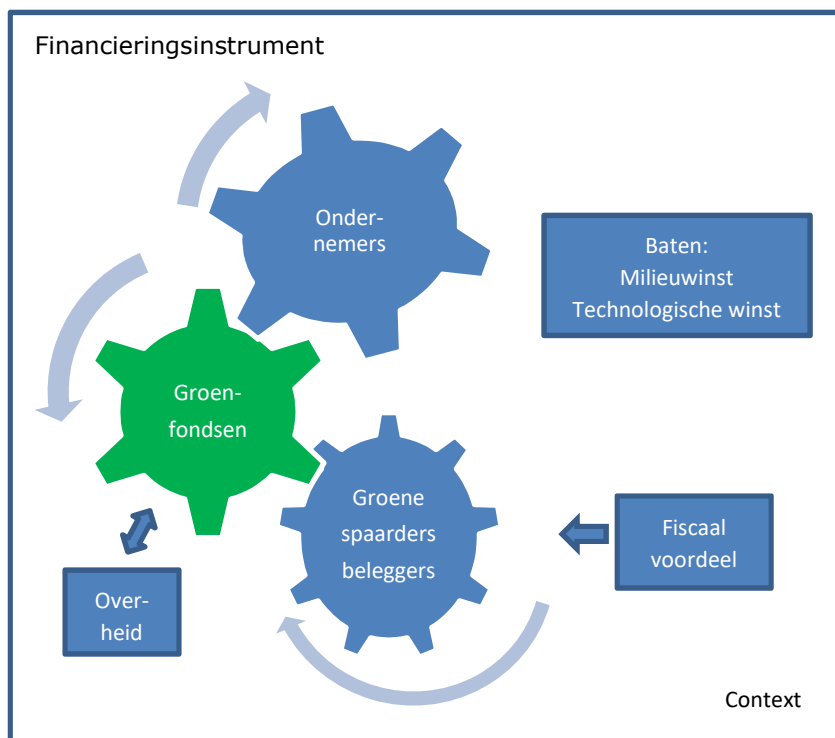 Financieringsinstrument
Onder-
nemers
Baten:
Milieuwinst
Technologische winst
Groen-
fondsen
Groene
spaarders
beleggers
Fiscaal
voordeel
Over-
heid
Context